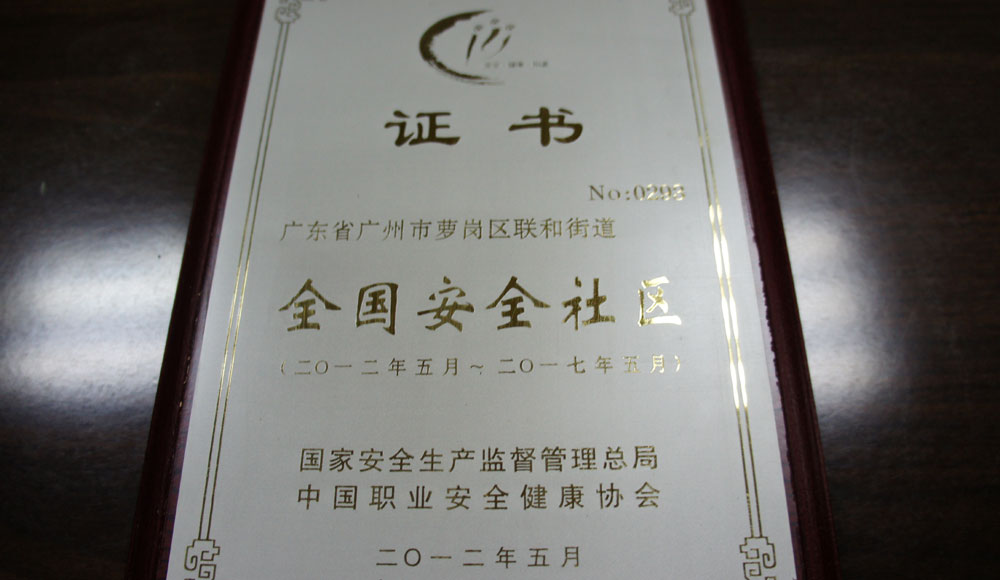 证书
No:0293
广东省广州市萝岗区联和街道
全国安全社区
(二〇一二年五月～二〇一七年五月)
国家安全生产监督管理总局
中国职业安全健康协会
二〇一二年五月